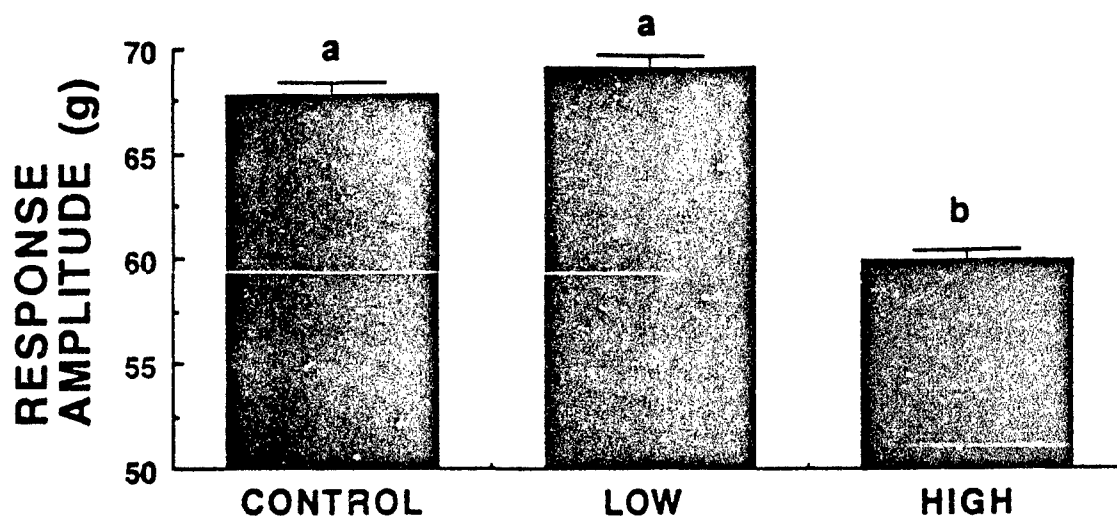 RESPONSE
AMPLITUDE (g)
70
65
60
55
50
a
a
b
CONTROL
LOW
HIGH